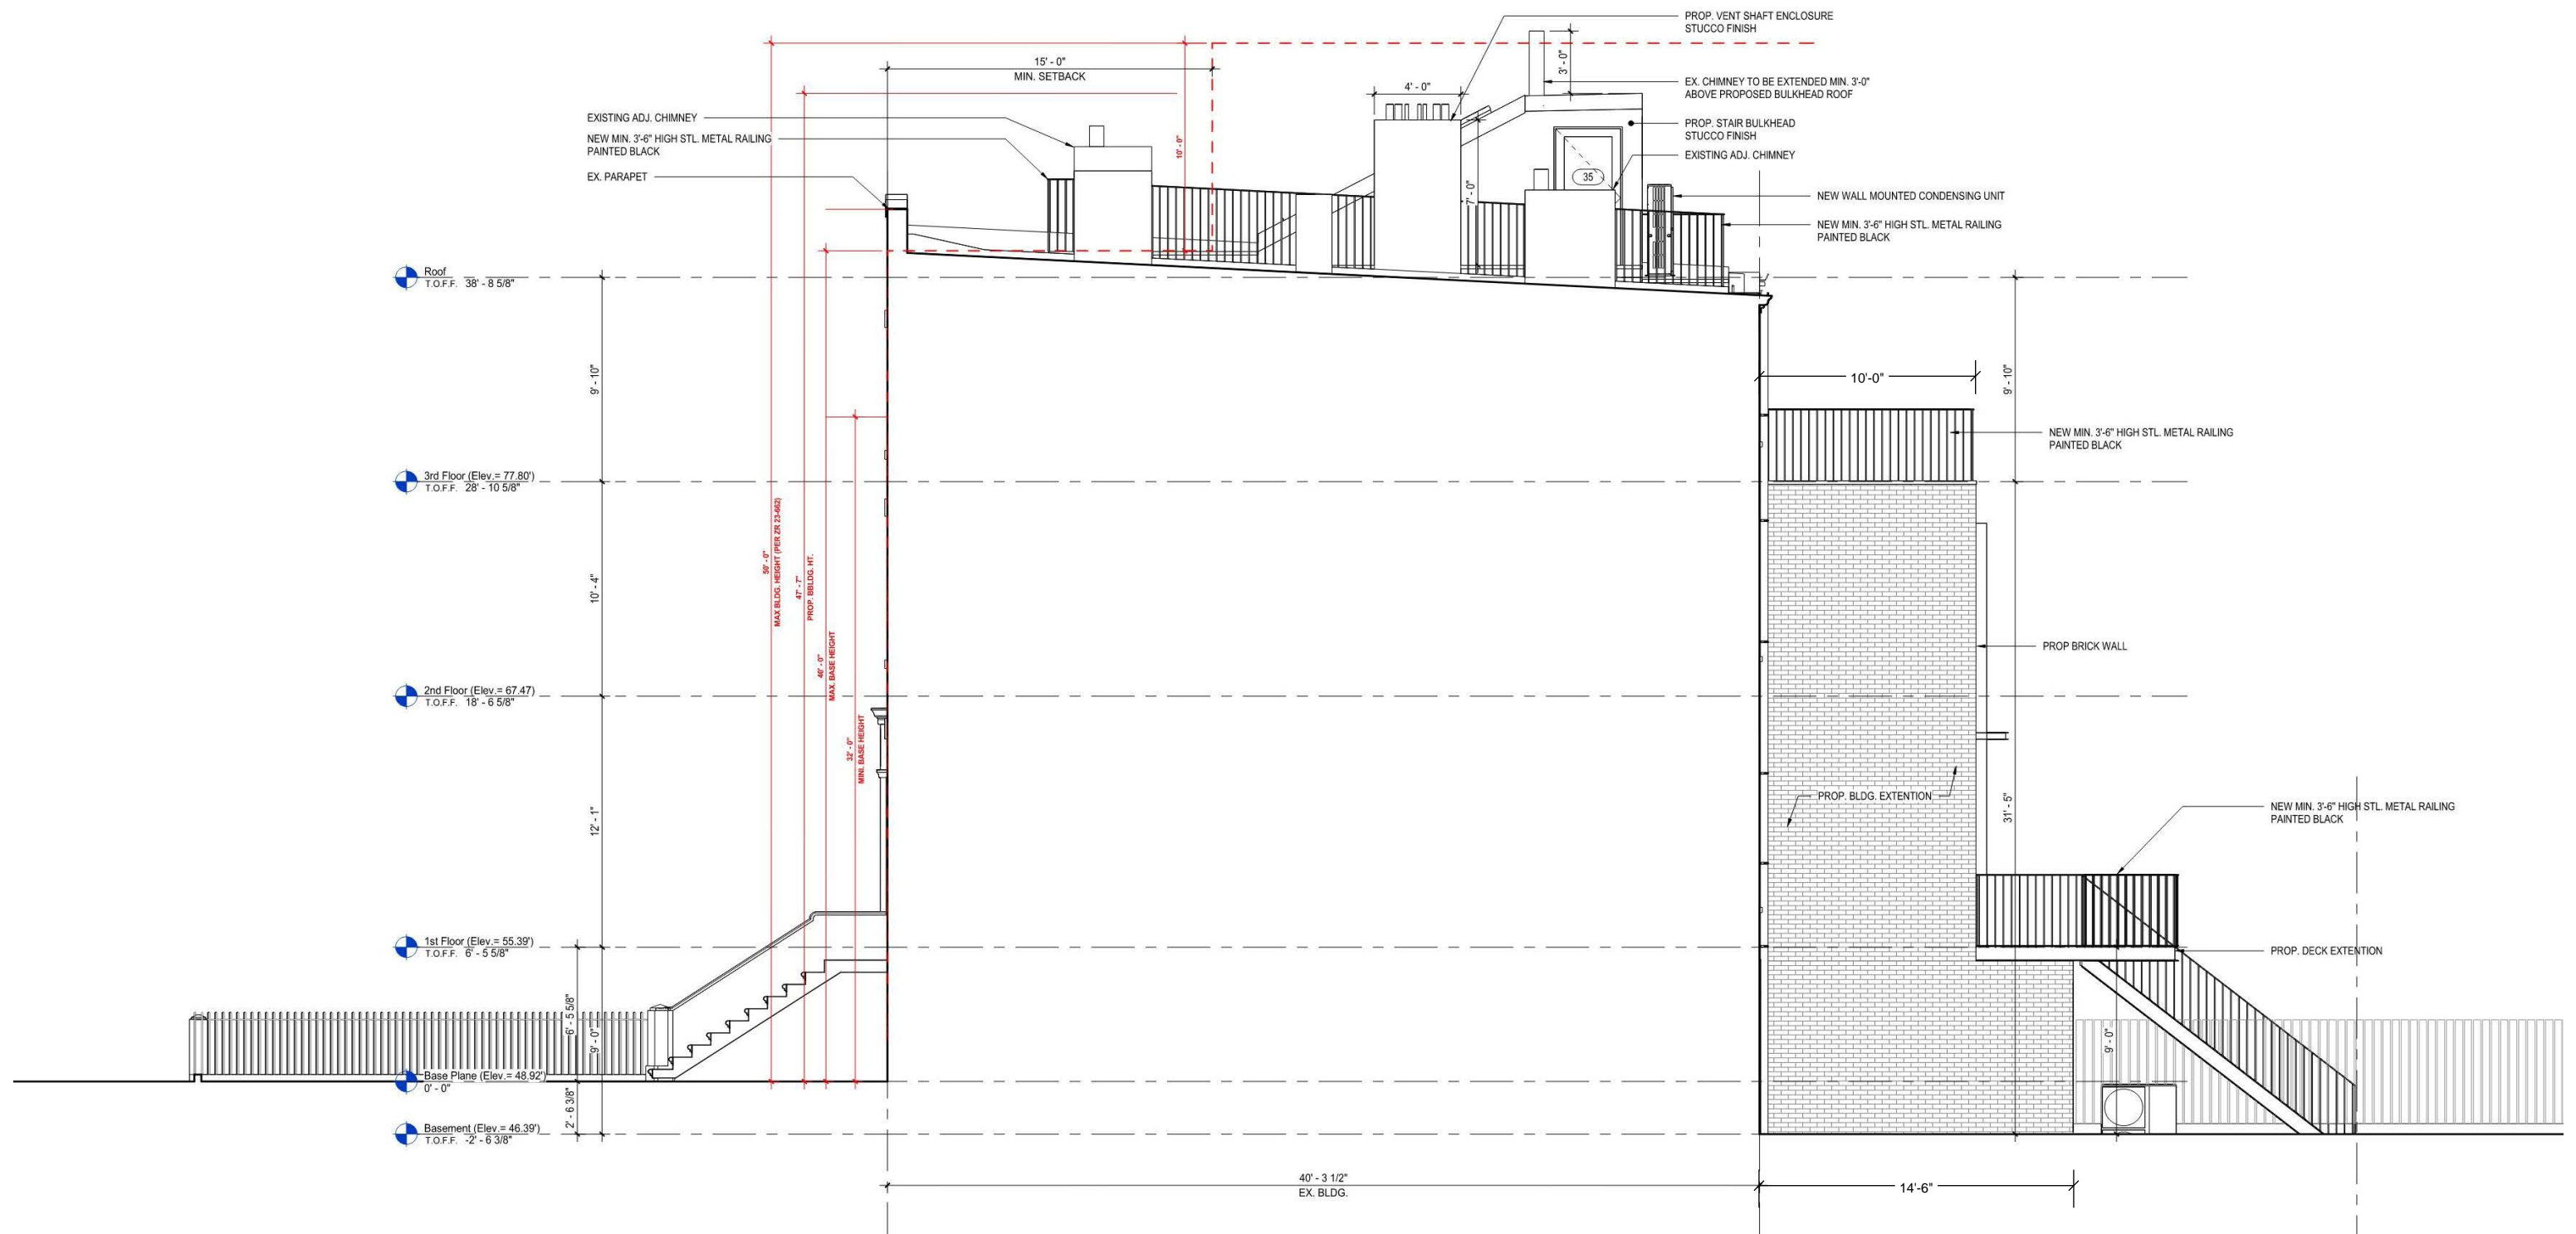 PROP. VENT SHAFT ENCLOSURE
STUCCO FINISH
15' - 0"
MIN. SETBACK
3' - 0"
EX. CHIMNEY TO BE EXTENDED MIN. 3'-0"
ABOVE PROPOSED BULKHEAD ROOF
4' - 0"
EXISTING ADJ. CHIMNEY
NEW MIN. 3'-6" HIGH STL. METAL RAILING
PAINTED BLACK
EX. PARAPET
10' - 0"
PROP. STAIR BULKHEAD
STUCCO FINISH
EXISTING ADJ. CHIMNEY
35
7' - 0"
NEW WALL MOUNTED CONDENSING UNIT
NEW MIN. 3'-6" HIGH STL. METAL RAILING
PAINTED BLACK
Roof
T.O.F.F. 38' - 8 5/8"
9' - 10"
10'-0"
9' - 10"
NEW MIN. 3'-6" HIGH STL. METAL RAILING
PAINTED BLACK
3rd Floor (Elev.= 77.80')
T.O.F.F. 28' - 10 5/8"
50' - 0"
MAX BLDG. HEIGHT (PER ZR 23-662)
47' - 7"
PROP. BBLDG. HT.
40' - 0"
MAX. BASE HEIGHT
32' - 0"
MINI. BASE HEIGHT
10' - 4"
PROP BRICK WALL
2nd Floor (Elev.= 67.47)
T.O.F.F. 18' - 6 5/8"
12' - 1"
PROP. BLDG. EXTENTION
31' - 5"
NEW MIN. 3'-6" HIGH STL. METAL RAILING
PAINTED BLACK
1st Floor (Elev.= 55.39')
T.O.F.F. 6' - 5 5/8"
PROP. DECK EXTENTION
6' - 5 5/8"
9' - 0"
9' - 0"
Base Plane (Elev.= 48.92')
0' - 0"
2' - 6 3/8"
Basement (Elev.= 46.39')
T.O.F.F. -2' - 6 3/8"
40' - 3 1/2"
EX. BLDG.
14'-6"